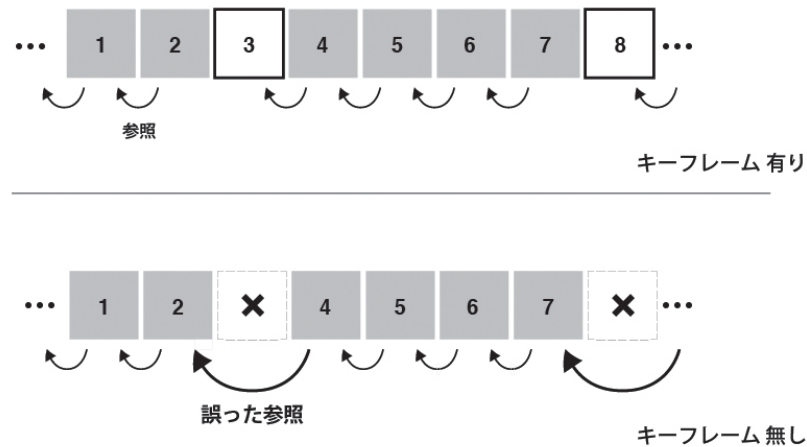 ••• 1 2 3 4 5 6 7 8 •••
参照
キーフレーム 有り
••• 1 2 × 4 5 6 7 × •••
誤った参照
キーフレーム 無し